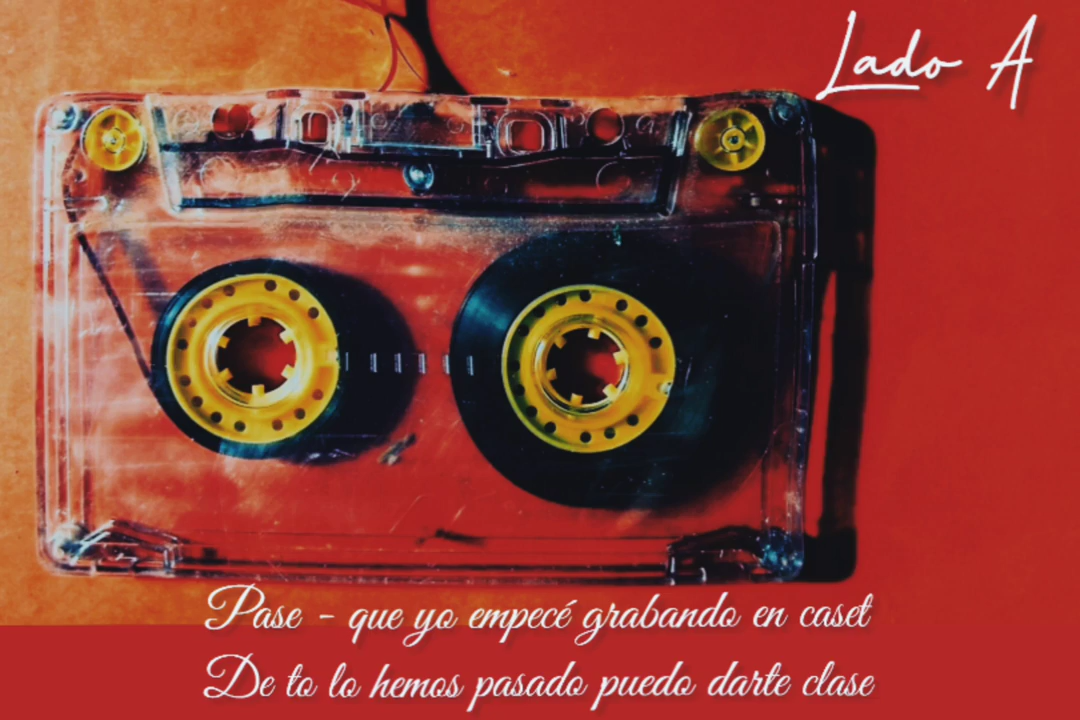 Lado A
Pase - que yo empecé grabando en caset
De to lo hemos pasado puedo darte clase